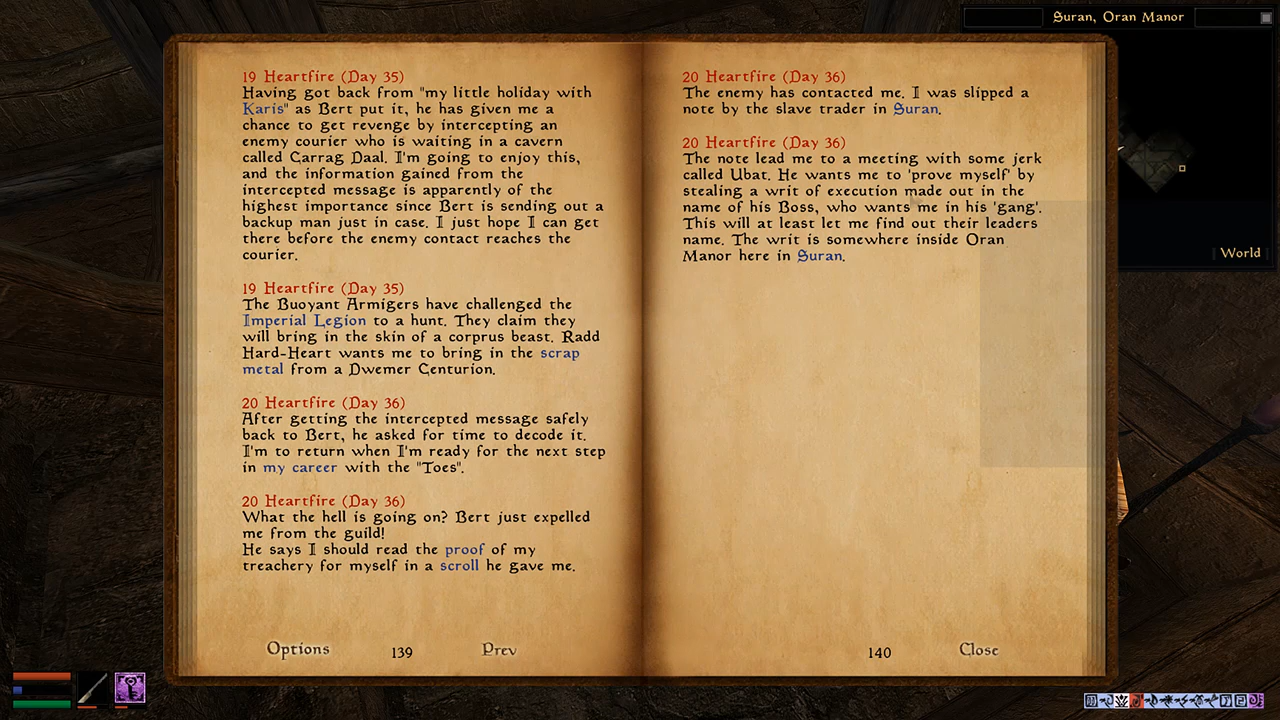 Suran, Oran Manor
19 Heartfire (Day 35)
Having got back from "my little holiday with
Karis" as Bert put it, he has given me a
chance to get revenge by intercepting an
enemy courier who is waiting in a cavern
called Carrag Daal. I'm going to enjoy this,
and the information gained from the
intercepted message is apparently of the
highest importance since Bert is sending out a
backup man just in case. I just hope I can get
there before the enemy contact reaches the
courier.
19 Heartfire (Day 35)
The Buoyant Armigers have challenged the
Imperial Legion to a hunt. They claim they
will bring in the skin of a corprus beast. Radd
Hard-Heart wants me to bring in the scrap
metal from a Dwemer Centurion.
20 Heartfire (Day 36)
After getting the intercepted message safely
back to Bert, he asked for time to decode it.
I'm to return when I'm ready for the next step
in my career with the "Toes".
20 Heartfire (Day 36)
What the hell is going on? Bert just expelled
me from the guild!
He says I should read the proof of my
treachery for myself in a scroll he gave me.
Options
139
Prev
20 Heartfire (Day 36)
The enemy has contacted me. I was slipped a
note by the slave trader in Suran.
20 Heartfire (Day 36)
The note lead me to a meeting with some jerk
called Ubat. He wants me to 'prove myself' by
stealing a writ of execution made out in the
name of his Boss, who wants me in his 'gang'.
This will at least let me find out their leaders
name. The writ is somewhere inside Oran
Manor here in Suran.
140
Close
World